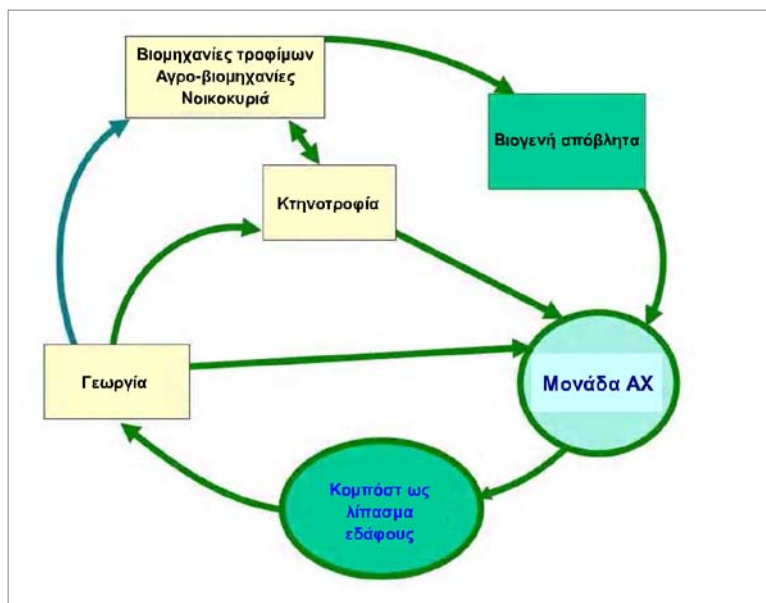 Βιομηχανίες τροφίμων
Αγρο-βιομηχανίες
Νοικοκυριά
Βιογενή απόβλητα
Κτηνοτροφία
Γεωργία
Μονάδα ΑΧ
Κομπόστ ως
λίπασμα
εδάφους